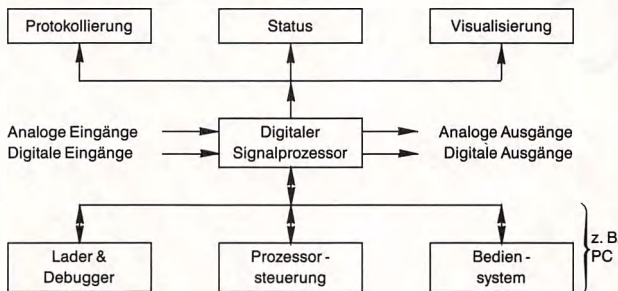 Protokollierung
Status
Visualisierung
Analoge Eingänge
Digitale Eingänge
Digitaler
Signalprozessor
Analoge Ausgänge
Digitale Ausgänge
Lader &
Debugger
Prozessor -
steuerung
Bedien -
system
z. B.
PC